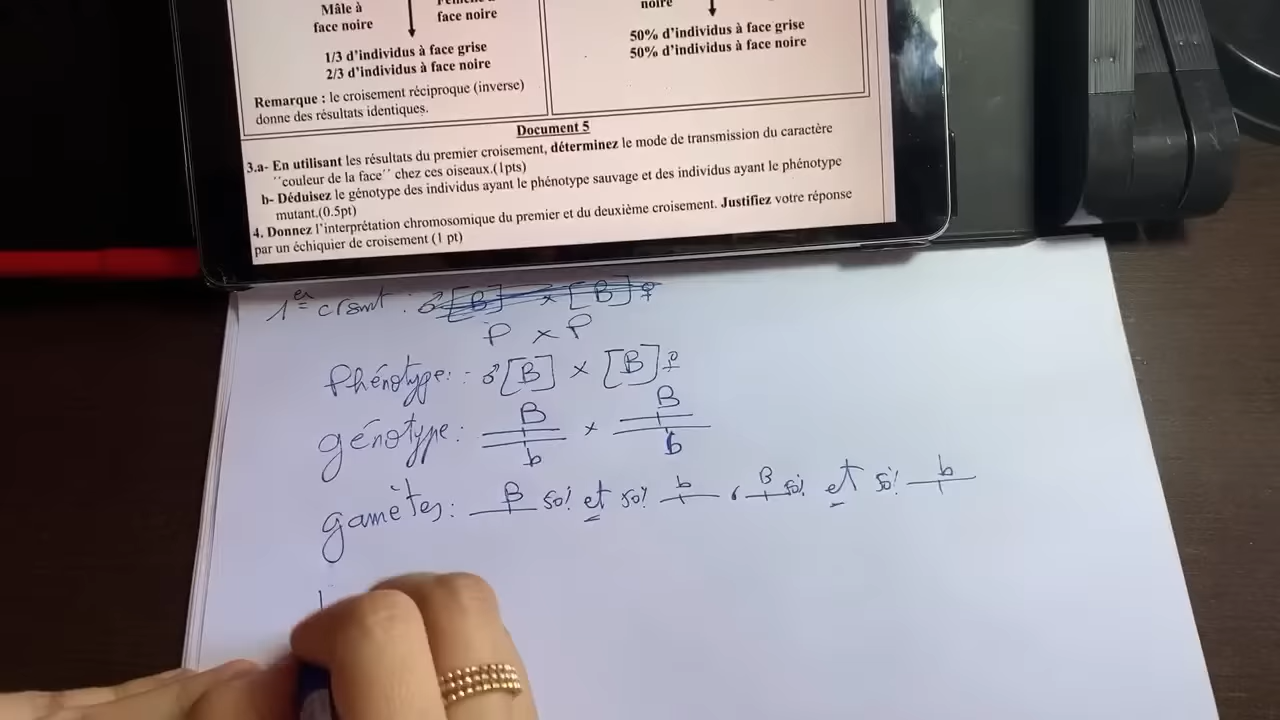 Mâle à
face noire
face noire
1/3 d'individus à face grise
2/3 d'individus à face noire
Remarque : le croisement réciproque (inverse)
donne des résultats identiques.
noire
50% d'individus à face grise
50% d'individus à face noire
Document 5
3.a- En utilisant les résultats du premier croisement, déterminez le mode de transmission du caractère
''couleur de la face'' chez ces oiseaux.(1pts)
b- Déduisez le génotype des individus ayant le phénotype sauvage et des individus ayant le phénotype
mutant.(0.5pt)
4. Donnez l'interprétation chromosomique du premier et du deuxième croisement. Justifiez votre réponse
par un échiquier de croisement (1 pt)
1er crsmt : ♂[B] x [B]♀
P x P
Phénotype: : ♂[B] x [B]♀
B B
génotype: x
b b
gamètes: B 50% et 50% b , B 50% et 50% b